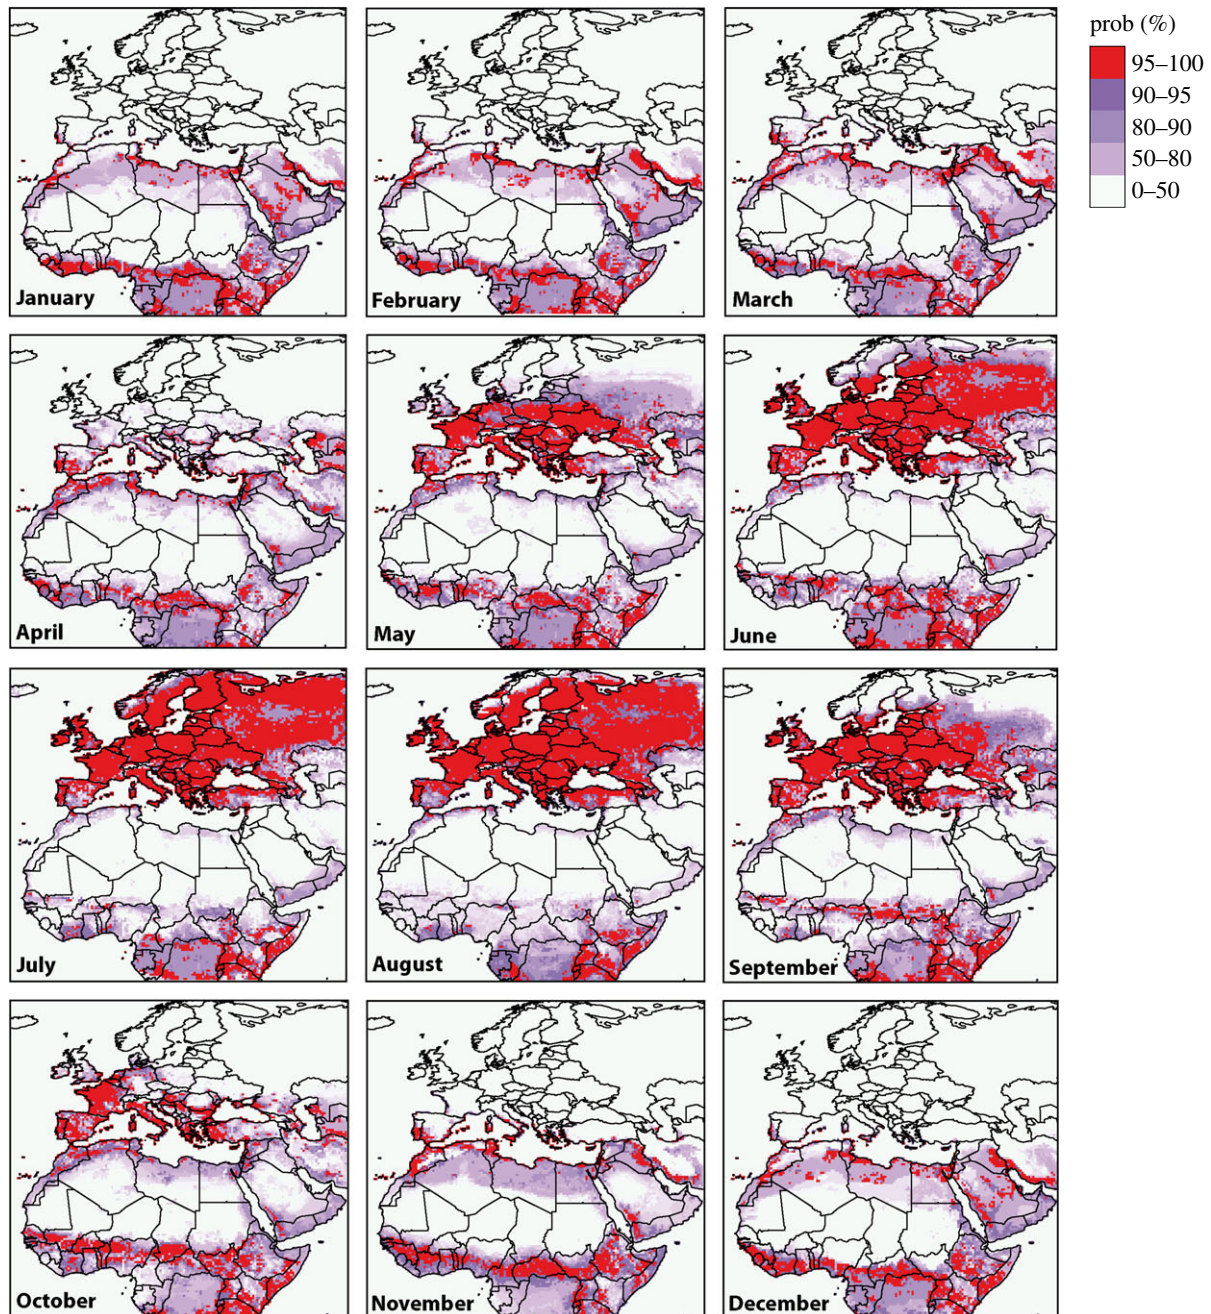 prob (%)
95–100
90–95
80–90
50–80
0–50
January
February
March
April
May
June
July
August
September
October
November
December